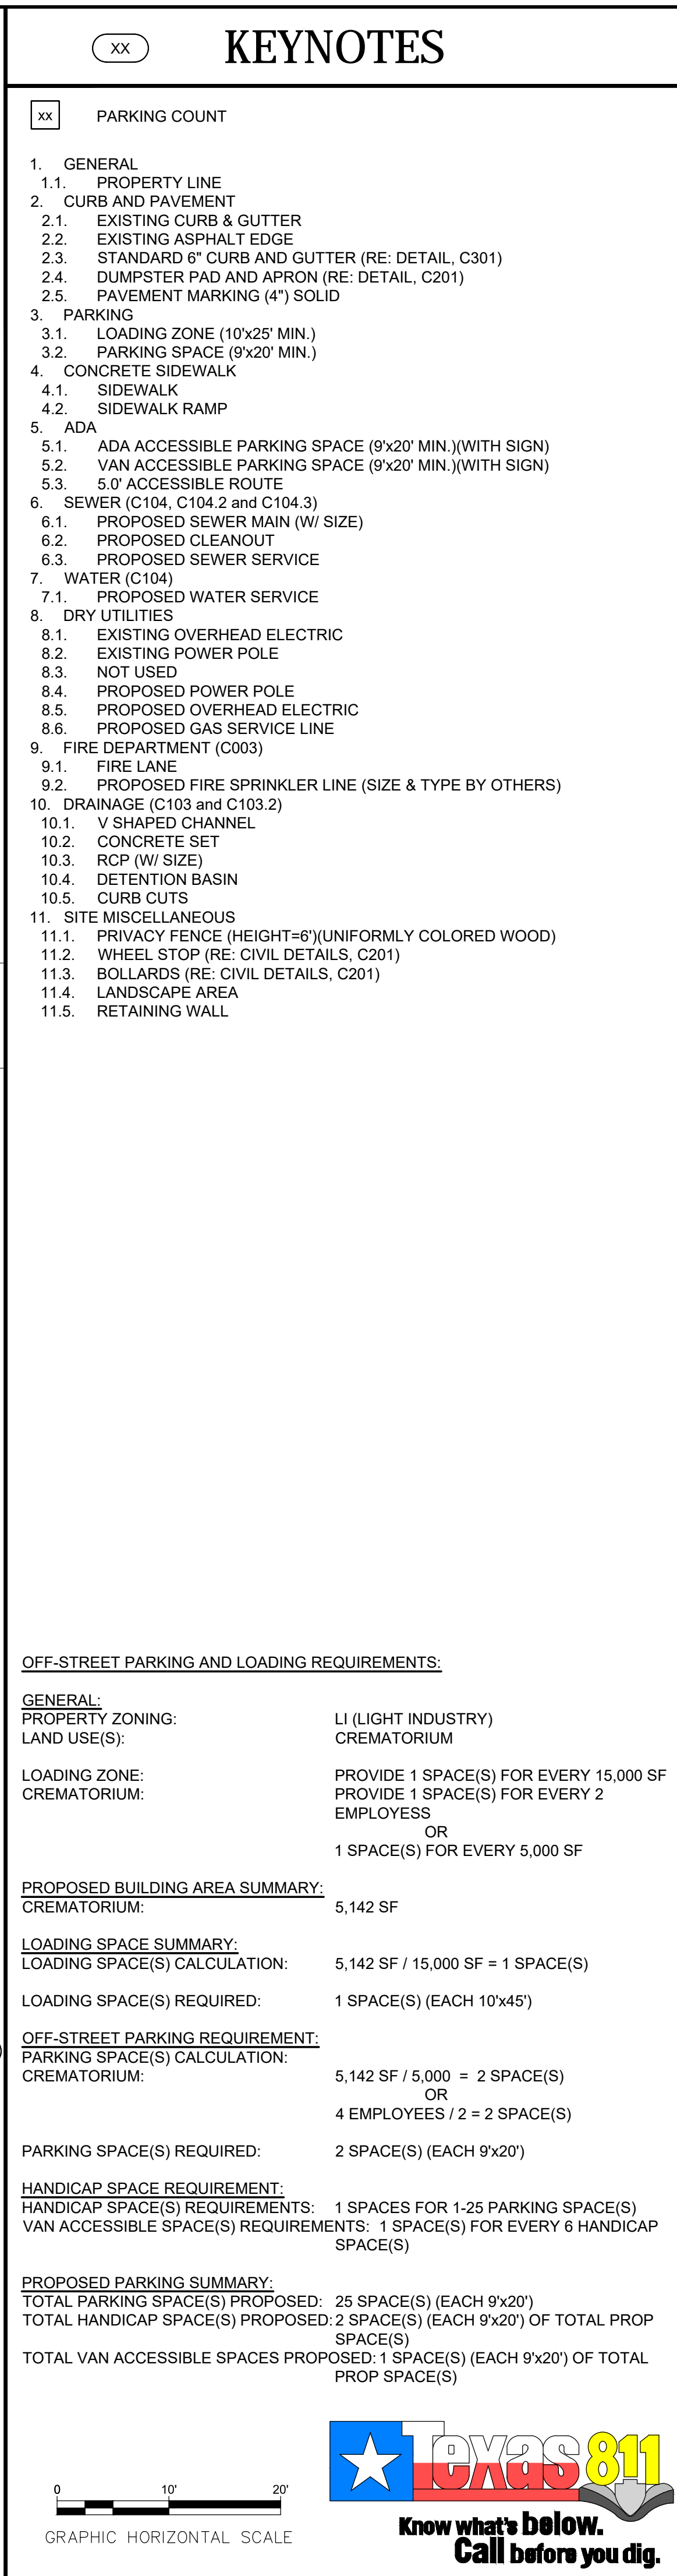 XX KEYNOTES
xx PARKING COUNT
1. GENERAL
1.1. PROPERTY LINE
2. CURB AND PAVEMENT
2.1. EXISTING CURB & GUTTER
2.2. EXISTING ASPHALT EDGE
2.3. STANDARD 6" CURB AND GUTTER (RE: DETAIL, C301)
2.4. DUMPSTER PAD AND APRON (RE: DETAIL, C201)
2.5. PAVEMENT MARKING (4") SOLID
3. PARKING
3.1. LOADING ZONE (10'x25' MIN.)
3.2. PARKING SPACE (9'x20' MIN.)
4. CONCRETE SIDEWALK
4.1. SIDEWALK
4.2. SIDEWALK RAMP
5. ADA
5.1. ADA ACCESSIBLE PARKING SPACE (9'x20' MIN.)(WITH SIGN)
5.2. VAN ACCESSIBLE PARKING SPACE (9'x20' MIN.)(WITH SIGN)
5.3. 5.0' ACCESSIBLE ROUTE
6. SEWER (C104, C104.2 and C104.3)
6.1. PROPOSED SEWER MAIN (W/ SIZE)
6.2. PROPOSED CLEANOUT
6.3. PROPOSED SEWER SERVICE
7. WATER (C104)
7.1. PROPOSED WATER SERVICE
8. DRY UTILITIES
8.1. EXISTING OVERHEAD ELECTRIC
8.2. EXISTING POWER POLE
8.3. NOT USED
8.4. PROPOSED POWER POLE
8.5. PROPOSED OVERHEAD ELECTRIC
8.6. PROPOSED GAS SERVICE LINE
9. FIRE DEPARTMENT (C003)
9.1. FIRE LANE
9.2. PROPOSED FIRE SPRINKLER LINE (SIZE & TYPE BY OTHERS)
10. DRAINAGE (C103 and C103.2)
10.1. V SHAPED CHANNEL
10.2. CONCRETE SET
10.3. RCP (W/ SIZE)
10.4. DETENTION BASIN
10.5. CURB CUTS
11. SITE MISCELLANEOUS
11.1. PRIVACY FENCE (HEIGHT=6')(UNIFORMLY COLORED WOOD)
11.2. WHEEL STOP (RE: CIVIL DETAILS, C201)
11.3. BOLLARDS (RE: CIVIL DETAILS, C201)
11.4. LANDSCAPE AREA
11.5. RETAINING WALL
OFF-STREET PARKING AND LOADING REQUIREMENTS:
GENERAL:
PROPERTY ZONING: LI (LIGHT INDUSTRY)
LAND USE(S): CREMATORIUM
LOADING ZONE: PROVIDE 1 SPACE(S) FOR EVERY 15,000 SF
CREMATORIUM: PROVIDE 1 SPACE(S) FOR EVERY 2
EMPLOYESS
OR
1 SPACE(S) FOR EVERY 5,000 SF
PROPOSED BUILDING AREA SUMMARY:
CREMATORIUM: 5,142 SF
LOADING SPACE SUMMARY:
LOADING SPACE(S) CALCULATION: 5,142 SF / 15,000 SF = 1 SPACE(S)
LOADING SPACE(S) REQUIRED: 1 SPACE(S) (EACH 10'x45')
OFF-STREET PARKING REQUIREMENT:
PARKING SPACE(S) CALCULATION:
CREMATORIUM: 5,142 SF / 5,000 = 2 SPACE(S)
OR
4 EMPLOYEES / 2 = 2 SPACE(S)
PARKING SPACE(S) REQUIRED: 2 SPACE(S) (EACH 9'x20')
HANDICAP SPACE REQUIREMENT:
HANDICAP SPACE(S) REQUIREMENTS: 1 SPACES FOR 1-25 PARKING SPACE(S)
VAN ACCESSIBLE SPACE(S) REQUIREMENTS: 1 SPACE(S) FOR EVERY 6 HANDICAP
SPACE(S)
PROPOSED PARKING SUMMARY:
TOTAL PARKING SPACE(S) PROPOSED: 25 SPACE(S) (EACH 9'x20')
TOTAL HANDICAP SPACE(S) PROPOSED: 2 SPACE(S) (EACH 9'x20') OF TOTAL PROP
SPACE(S)
TOTAL VAN ACCESSIBLE SPACES PROPOSED: 1 SPACE(S) (EACH 9'x20') OF TOTAL
PROP SPACE(S)
0 10' 20'
GRAPHIC HORIZONTAL SCALE
Texas 811
Know what's below.
Call before you dig.